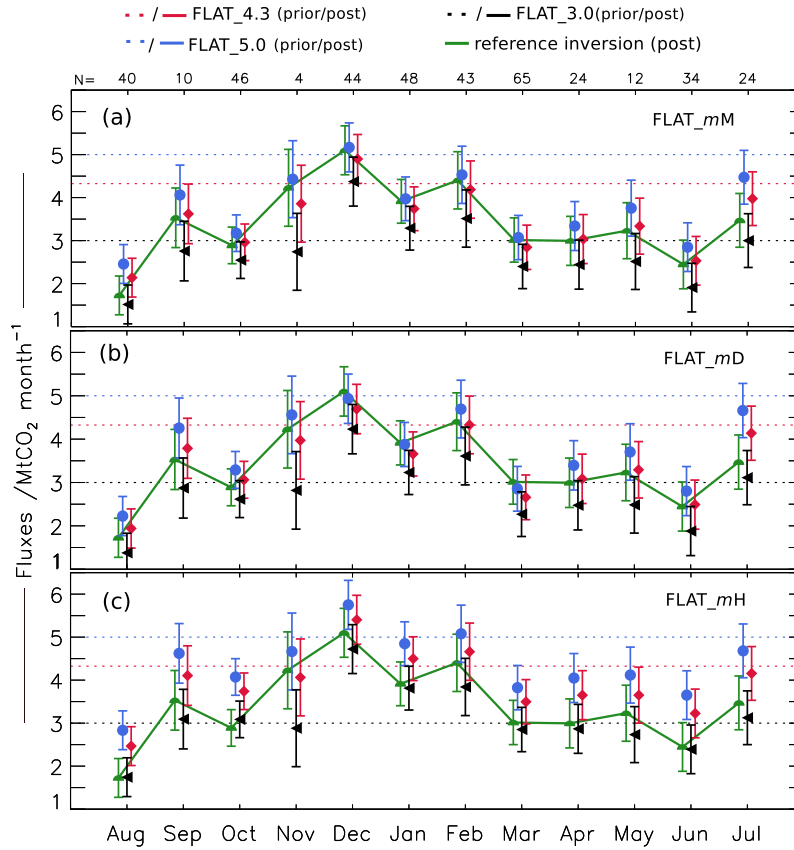 / FLAT_4.3 (prior/post)
/ FLAT_3.0(prior/post)
/ FLAT_5.0 (prior/post)
reference inversion (post)
N= 40 10 46 4 44 48 43 65 24 12 34 24
(a) FLAT_mM
6
5
4
3
2
1
(b) FLAT_mD
6
5
4
3
2
1
(c) FLAT_mH
6
5
4
3
2
1
Fluxes /MtCO₂ month⁻¹
Aug Sep Oct Nov Dec Jan Feb Mar Apr May Jun Jul